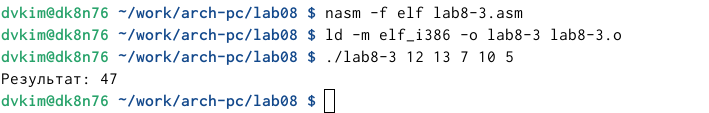 dvkim@dk8n76 ~/work/arch-pc/lab08 $ nasm -f elf lab8-3.asm
dvkim@dk8n76 ~/work/arch-pc/lab08 $ ld -m elf_i386 -o lab8-3 lab8-3.o
dvkim@dk8n76 ~/work/arch-pc/lab08 $ ./lab8-3 12 13 7 10 5
Результат: 47
dvkim@dk8n76 ~/work/arch-pc/lab08 $